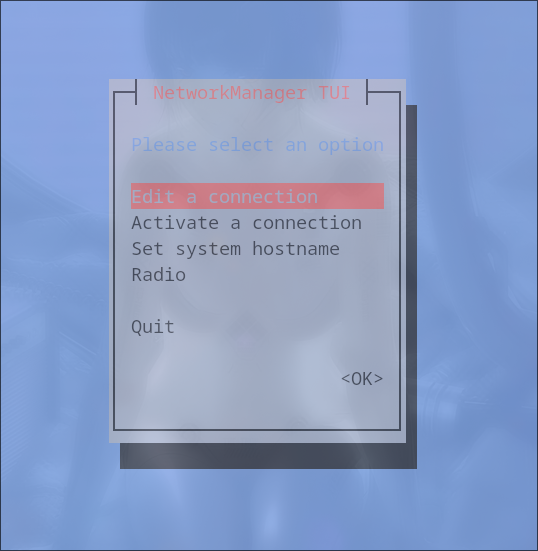 NetworkManager TUI
Please select an option
Edit a connection
Activate a connection
Set system hostname
Radio
Quit
<OK>